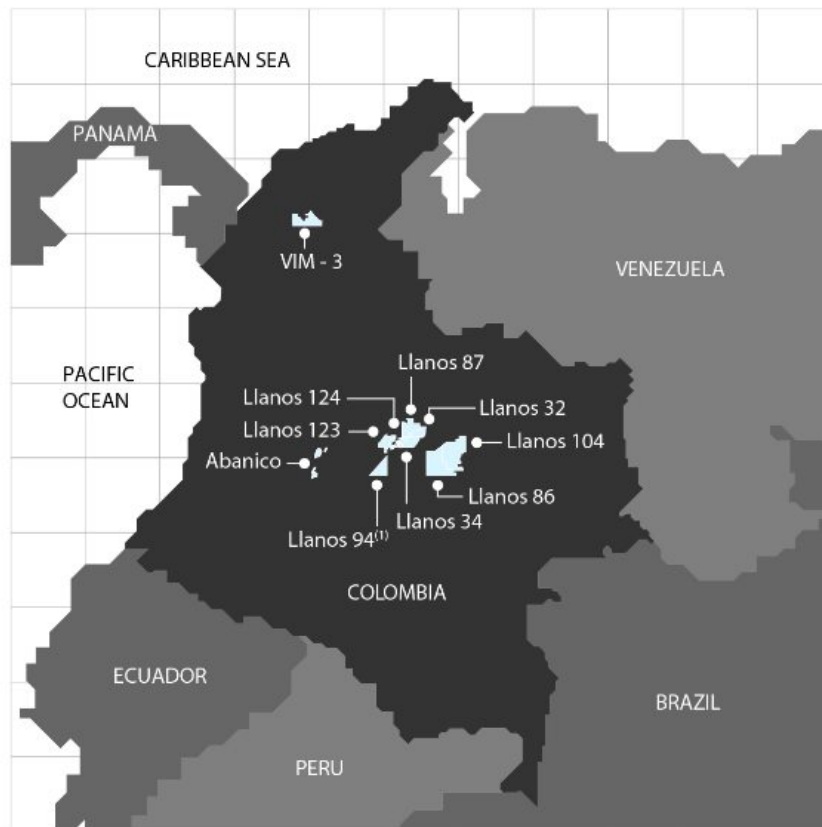 CARIBBEAN SEA
PANAMA
VIM - 3
VENEZUELA
PACIFIC
OCEAN
Llanos 87
Llanos 124
Llanos 32
Llanos 123
Llanos 104
Abanico
Llanos 86
Llanos 34
Llanos 94⁽¹⁾
COLOMBIA
ECUADOR
BRAZIL
PERU